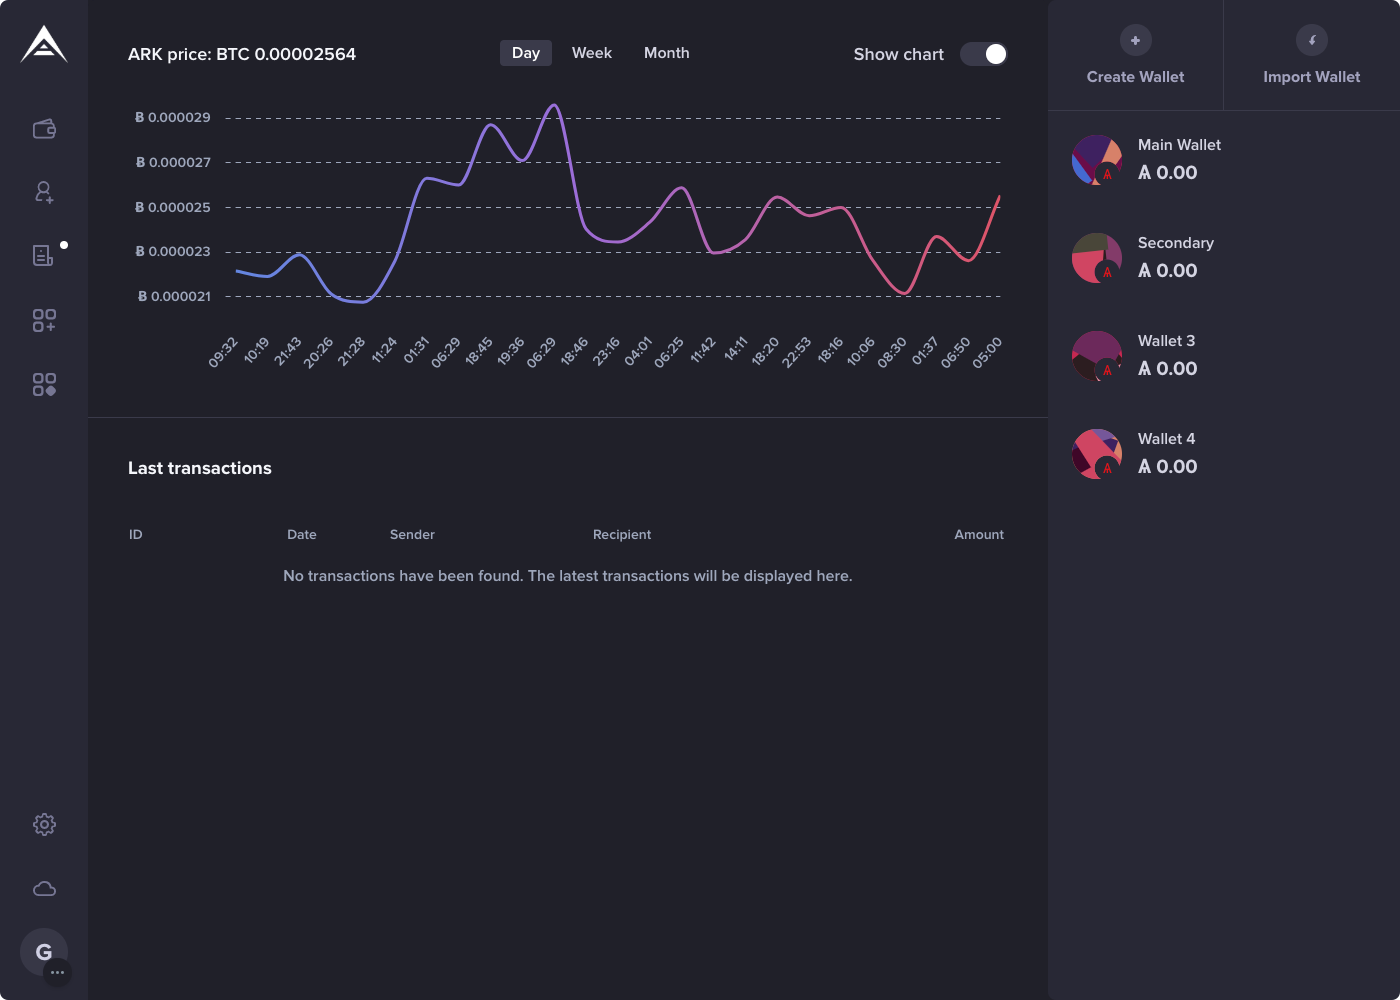 ARK price: BTC 0.00002564
Day Week Month
Show chart
Ƀ 0.000029
Ƀ 0.000027
Ƀ 0.000025
Ƀ 0.000023
Ƀ 0.000021
09:32 10:19 21:43 20:26 21:28 11:24 01:31 06:29 18:45 19:36 06:29 18:46 23:16 04:01 06:25 11:42 14:11 18:20 22:53 18:16 10:06 08:30 01:37 06:50 05:00
Last transactions
ID Date Sender Recipient Amount
No transactions have been found. The latest transactions will be displayed here.
Create Wallet
Import Wallet
Main Wallet
Ѧ 0.00
Secondary
Ѧ 0.00
Wallet 3
Ѧ 0.00
Wallet 4
Ѧ 0.00
G